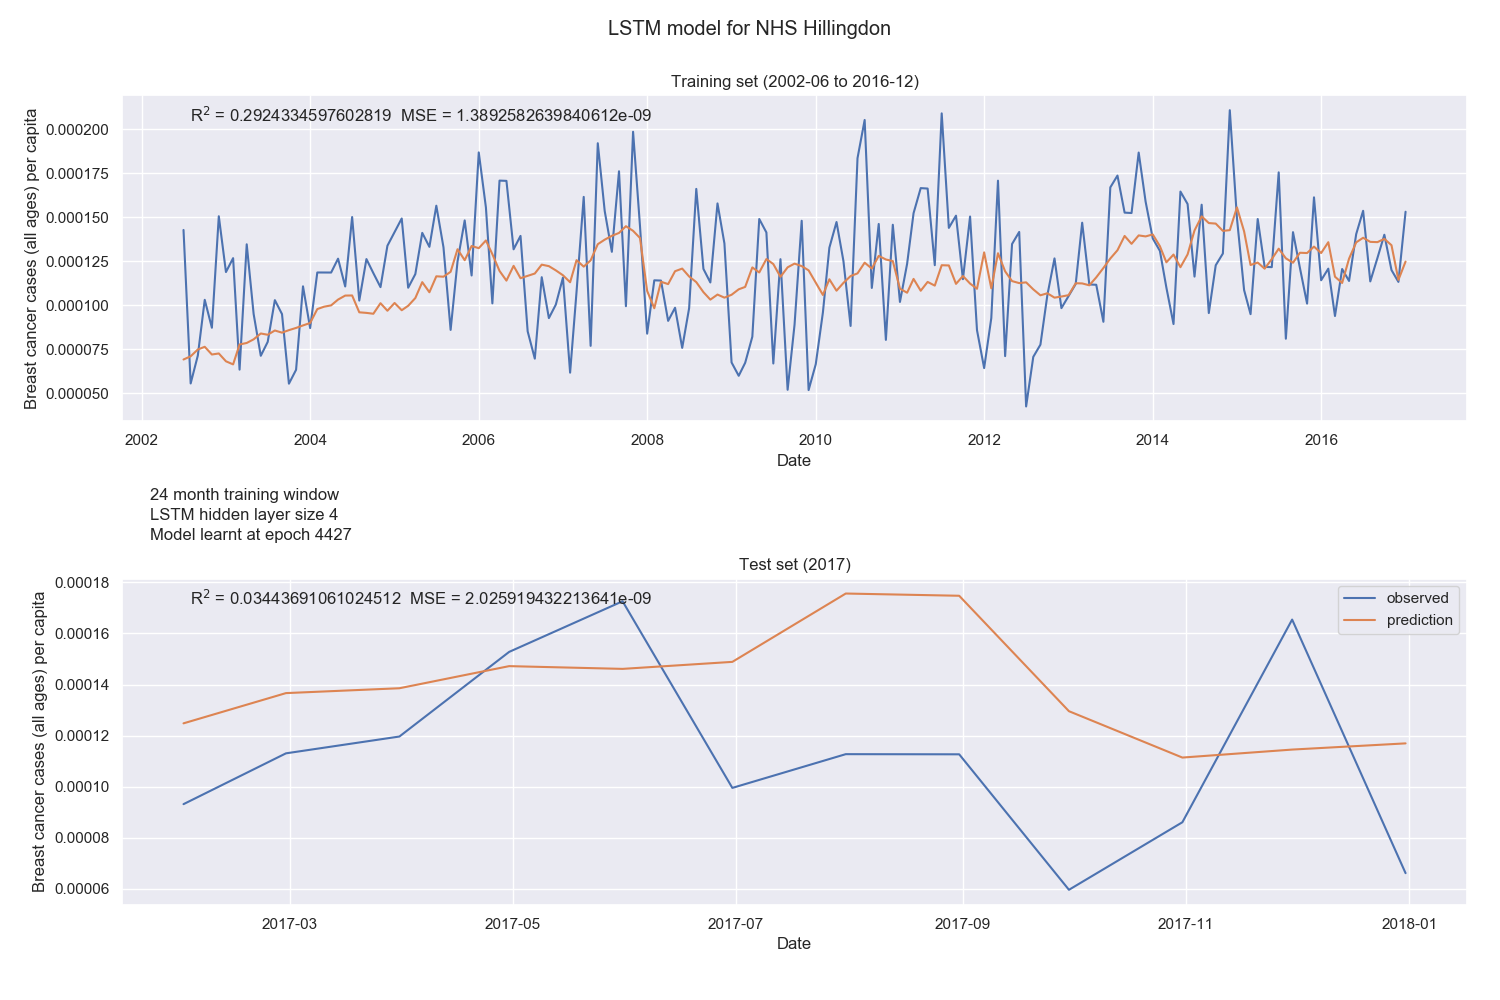 LSTM model for NHS Hillingdon
Training set (2002-06 to 2016-12)
R² = 0.2924334597602819  MSE = 1.3892582639840612e-09
Breast cancer cases (all ages) per capita
0.000200
0.000175
0.000150
0.000125
0.000100
0.000075
0.000050
2002 2004 2006 2008 2010 2012 2014 2016
Date
24 month training window
LSTM hidden layer size 4
Model learnt at epoch 4427
Test set (2017)
R² = 0.03443691061024512  MSE = 2.025919432213641e-09
observed
prediction
Breast cancer cases (all ages) per capita
0.00018
0.00016
0.00014
0.00012
0.00010
0.00008
0.00006
2017-03 2017-05 2017-07 2017-09 2017-11 2018-01
Date